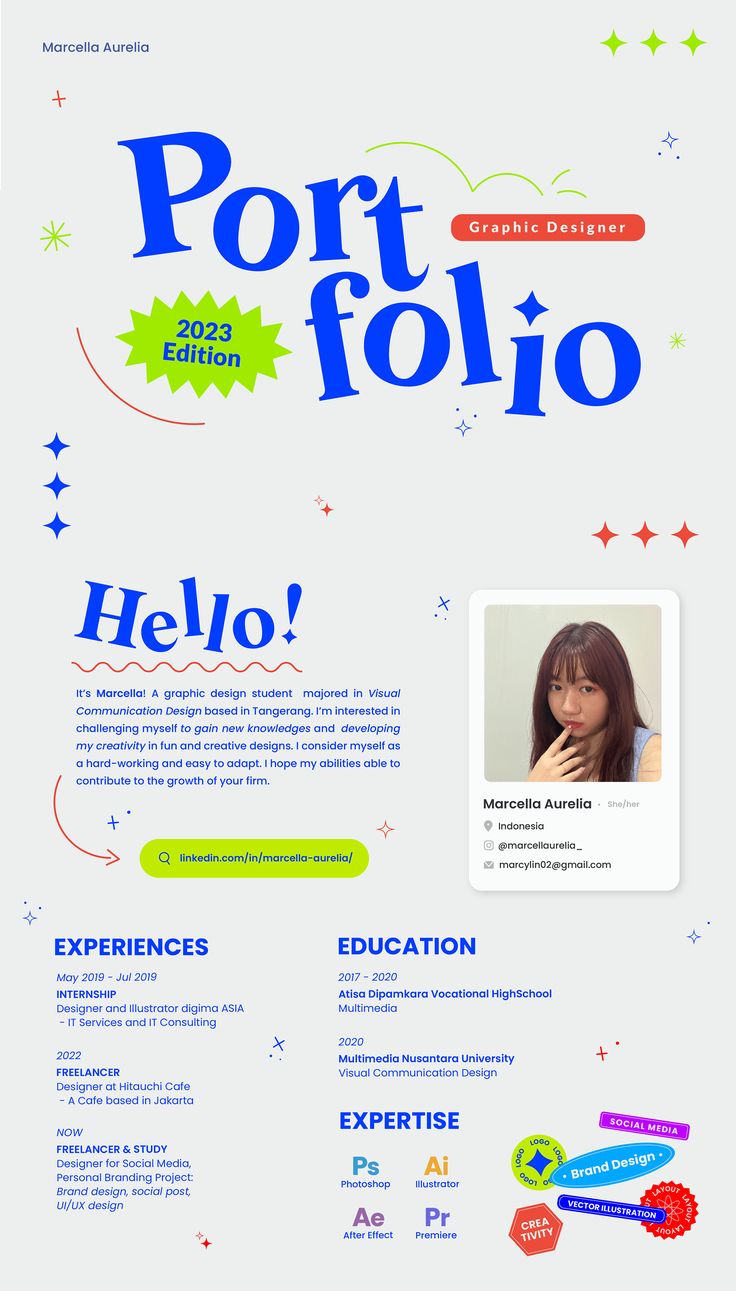 Marcella Aurelia
Port
folio
Graphic Designer
2023
Edition
Hello!
It's Marcella! A graphic design student majored in Visual
Communication Design based in Tangerang. I'm interested in
challenging myself to gain new knowledges and developing
my creativity in fun and creative designs. I consider myself as
a hard-working and easy to adapt. I hope my abilities able to
contribute to the growth of your firm.
linkedin.com/in/marcella-aurelia/
Marcella Aurelia · She/her
Indonesia
@marcellaurelia_
marcylin02@gmail.com
EXPERIENCES
May 2019 - Jul 2019
INTERNSHIP
Designer and Illustrator digima ASIA
- IT Services and IT Consulting
2022
FREELANCER
Designer at Hitauchi Cafe
- A Cafe based in Jakarta
NOW
FREELANCER & STUDY
Designer for Social Media,
Personal Branding Project:
Brand design, social post,
UI/UX design
EDUCATION
2017 - 2020
Atisa Dipamkara Vocational HighSchool
Multimedia
2020
Multimedia Nusantara University
Visual Communication Design
EXPERTISE
Ps
Photoshop
Ai
Illustrator
Ae
After Effect
Pr
Premiere
SOCIAL MEDIA
LOGO LOGO LOGO LOGO LOGO
• Brand Design •
LAYOUT LAYOUT LAYOUT
VECTOR ILLUSTRATION
CREA
TIVITY